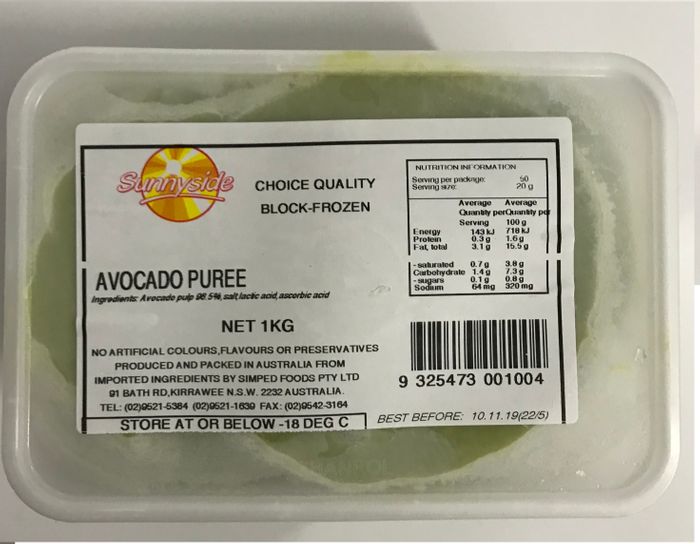 Sunnyside
CHOICE QUALITY
BLOCK-FROZEN
AVOCADO PUREE
Ingredients: Avocado pulp 98.5%, salt, lactic acid, ascorbic acid
NET 1KG
NO ARTIFICIAL COLOURS,FLAVOURS OR PRESERVATIVES
PRODUCED AND PACKED IN AUSTRALIA FROM
IMPORTED INGREDIENTS BY SIMPED FOODS PTY LTD
91 BATH RD,KIRRAWEE N.S.W. 2232 AUSTRALIA.
TEL: (02)9521-5384 (02)9521-1639 FAX: (02)9542-3164
STORE AT OR BELOW -18 DEG C
NUTRITION INFORMATION
Serving per package: 50
Serving size: 20 g
Average Average
Quantity per Quantity per
Serving 100 g
Energy 143 kJ 718 kJ
Protein 0.3 g 1.6 g
Fat, total 3.1 g 15.5 g
- saturated 0.7 g 3.8 g
Carbohydrate 1.4 g 7.3 g
- sugars 0.1 g 0.8 g
Sodium 64 mg 320 mg
9 325473 001004
BEST BEFORE: 10.11.19(22/5)